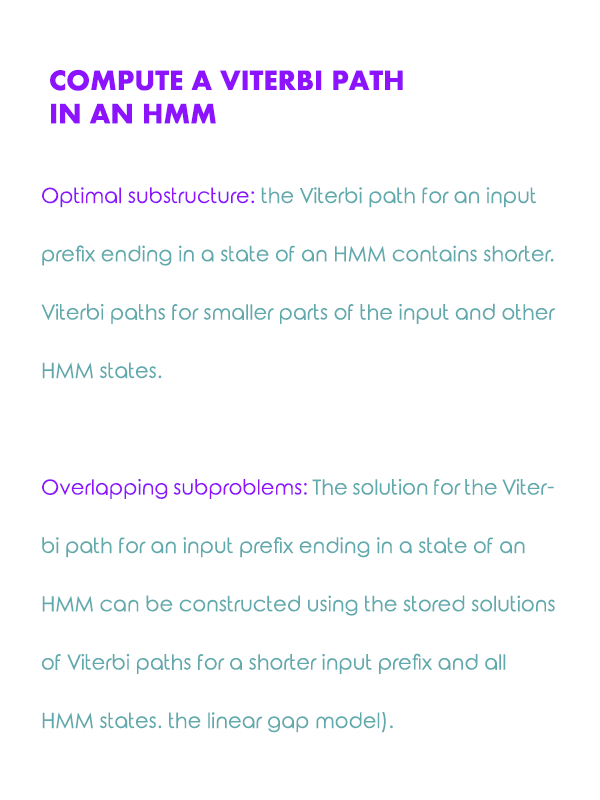 COMPUTE A VITERBI PATH
IN AN HMM
Optimal substructure: the Viterbi path for an input
prefix ending in a state of an HMM contains shorter.
Viterbi paths for smaller parts of the input and other
HMM states.
Overlapping subproblems: The solution for the Viter-
bi path for an input prefix ending in a state of an
HMM can be constructed using the stored solutions
of Viterbi paths for a shorter input prefix and all
HMM states. the linear gap model).